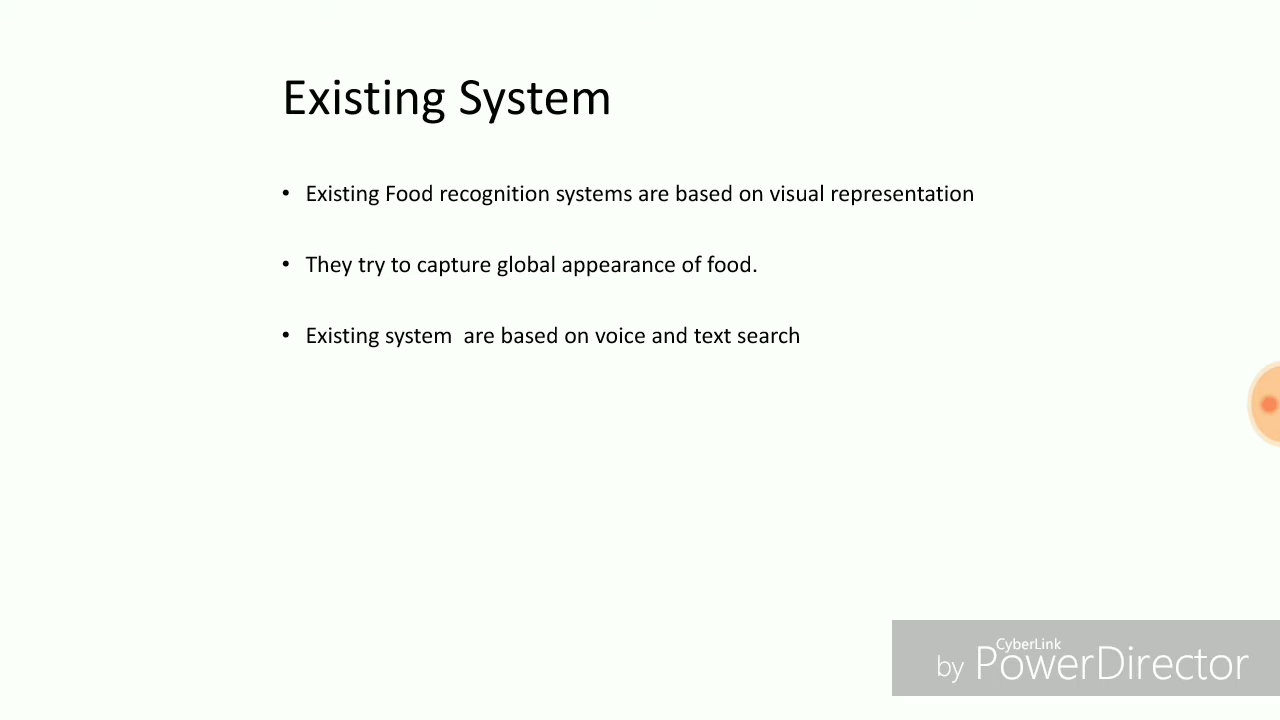 Existing System
• Existing Food recognition systems are based on visual representation
• They try to capture global appearance of food.
• Existing system  are based on voice and text search
CyberLink
by PowerDirector